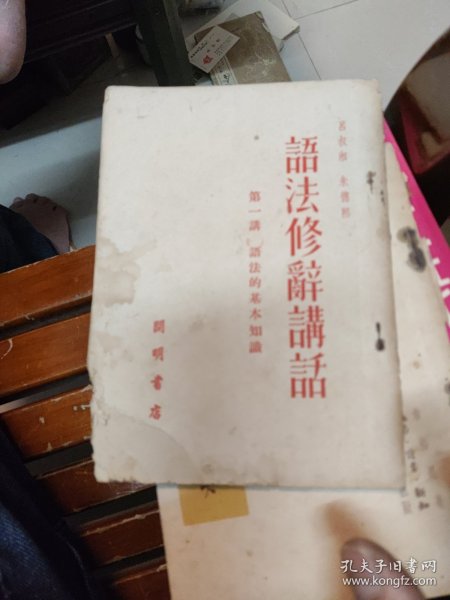 呂叔湘 朱德熙
語法修辭講話
第一講 語法的基本知識
開明書店
孔夫子旧书网
www.kongfz.com